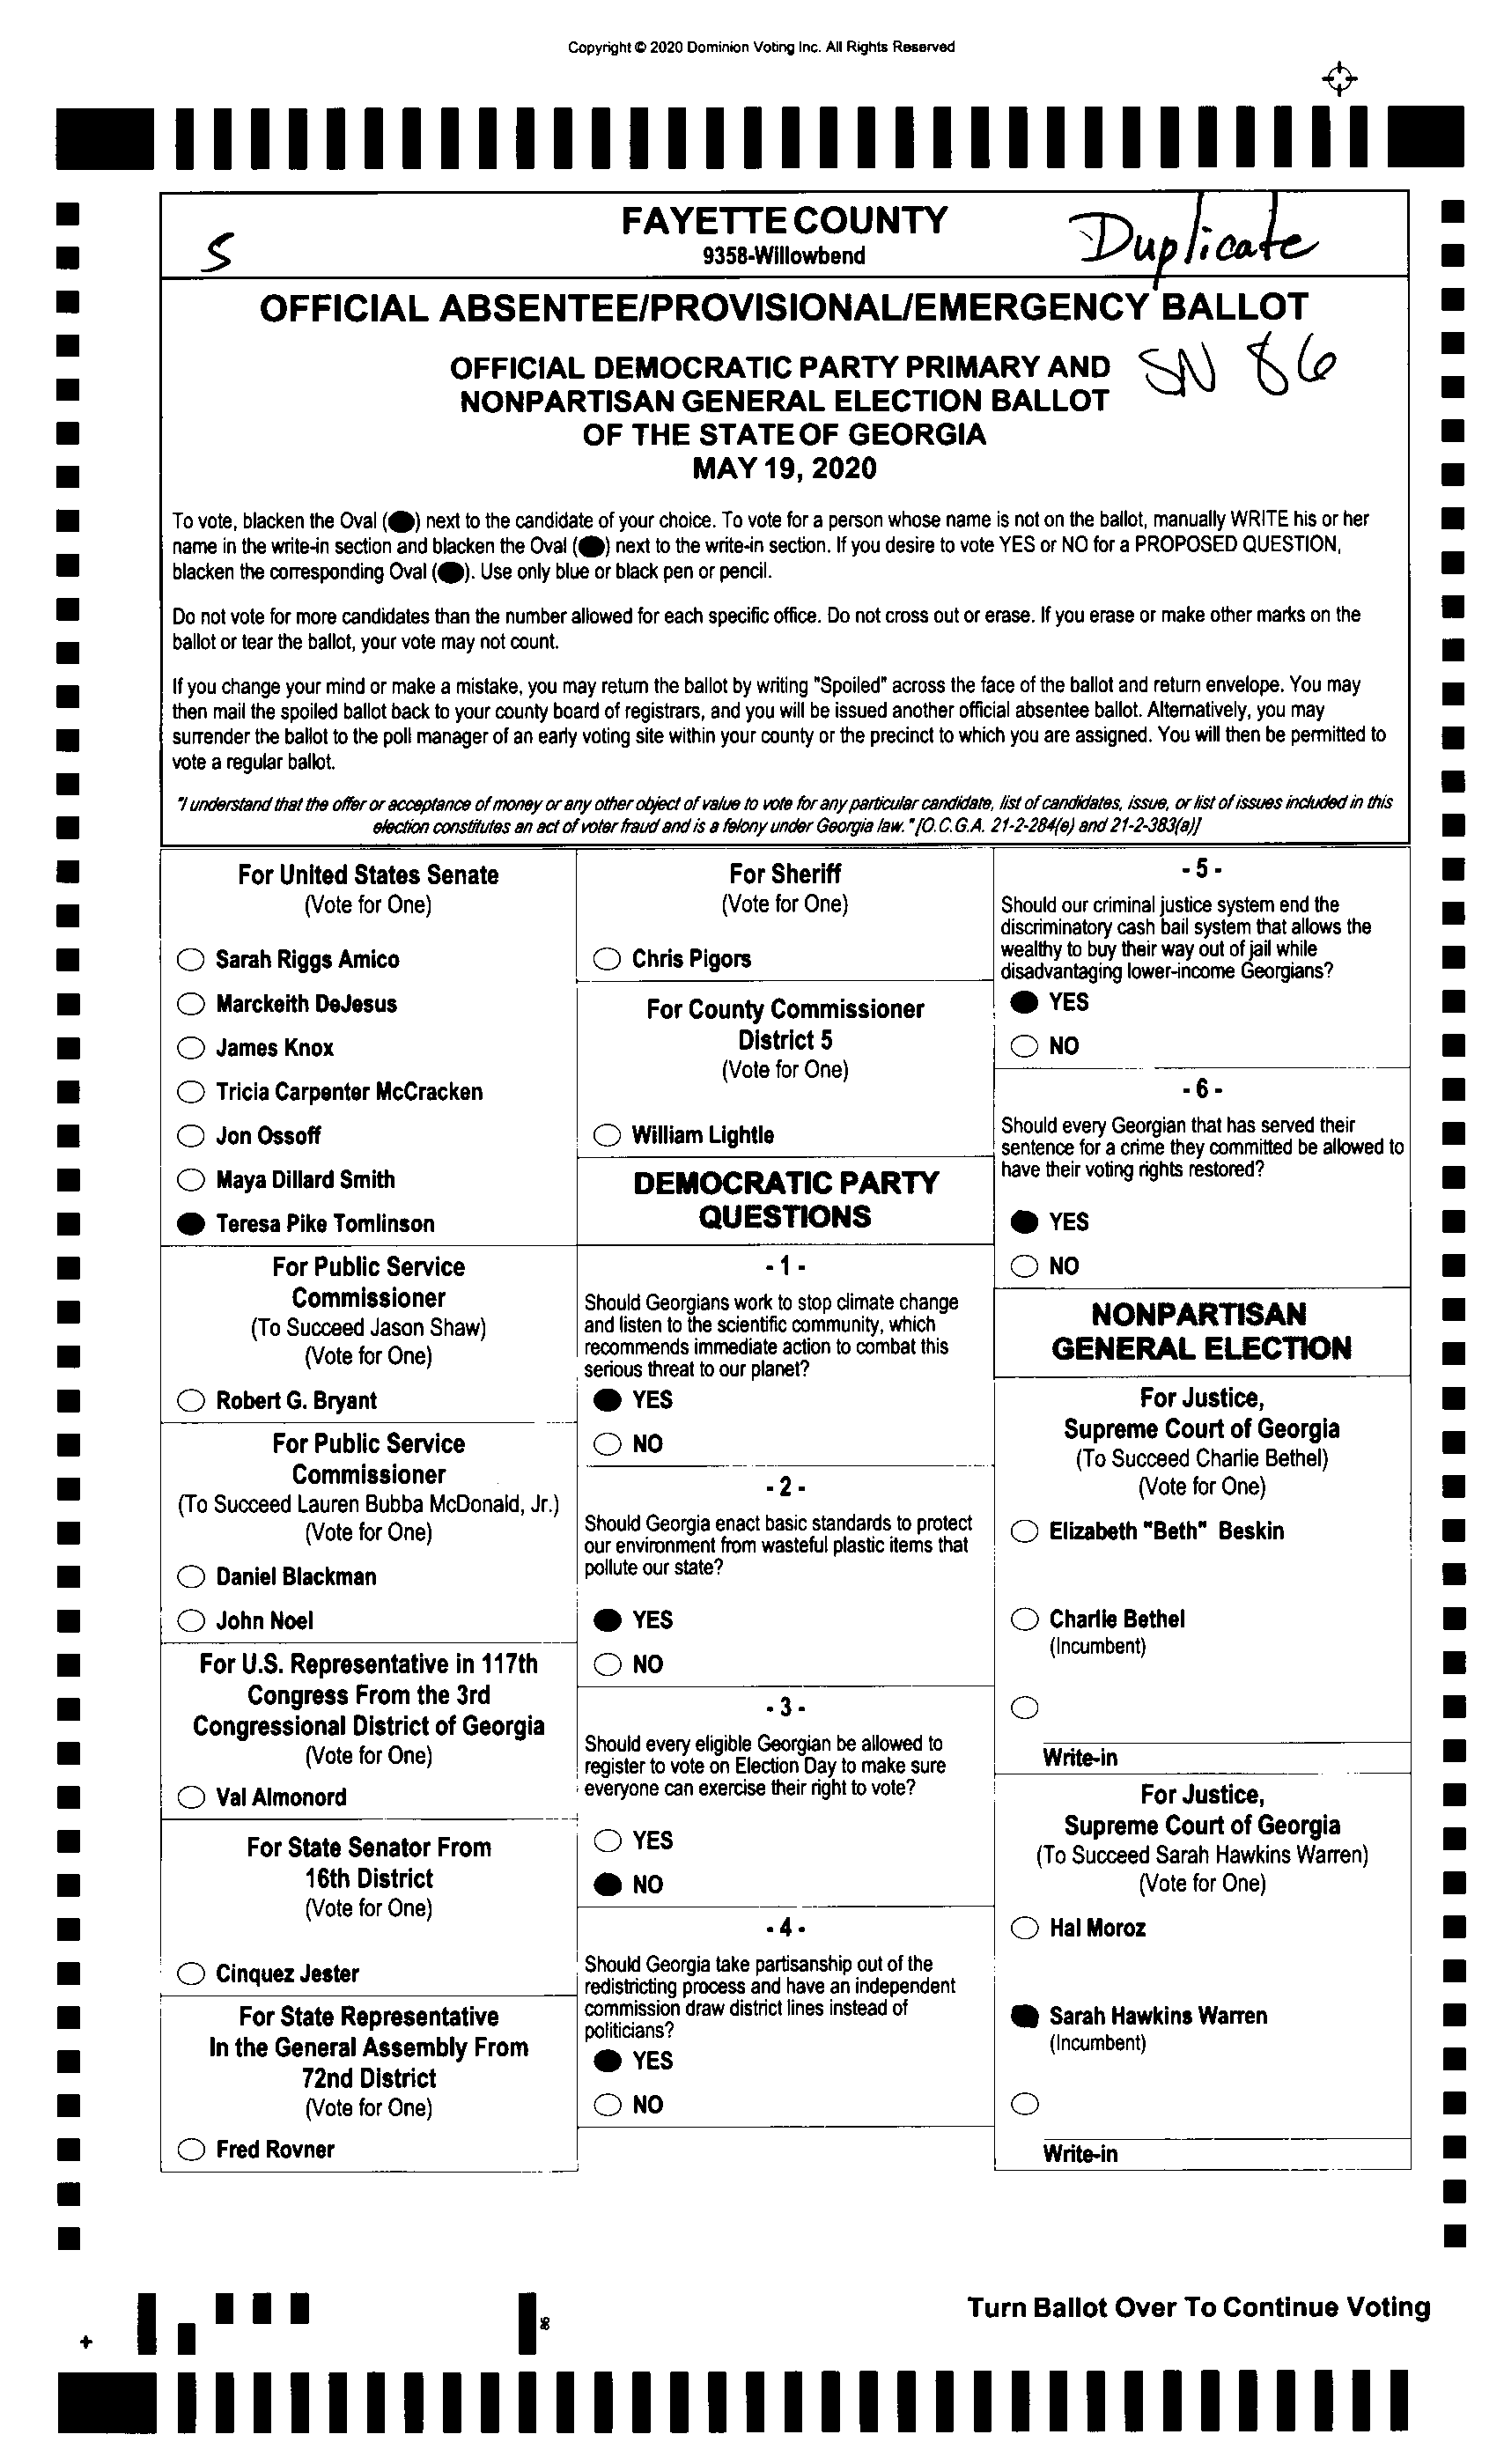 Copyright © 2020 Dominion Voting Inc. All Rights Reserved
FAYETTE COUNTY
9358-Willowbend
S
Duplicate
OFFICIAL ABSENTEE/PROVISIONAL/EMERGENCY BALLOT
OFFICIAL DEMOCRATIC PARTY PRIMARY AND
NONPARTISAN GENERAL ELECTION BALLOT
OF THE STATE OF GEORGIA
MAY 19, 2020
SN 86
To vote, blacken the Oval (●) next to the candidate of your choice. To vote for a person whose name is not on the ballot, manually WRITE his or her
name in the write-in section and blacken the Oval (●) next to the write-in section. If you desire to vote YES or NO for a PROPOSED QUESTION,
blacken the corresponding Oval (●). Use only blue or black pen or pencil.
Do not vote for more candidates than the number allowed for each specific office. Do not cross out or erase. If you erase or make other marks on the
ballot or tear the ballot, your vote may not count.
If you change your mind or make a mistake, you may return the ballot by writing "Spoiled" across the face of the ballot and return envelope. You may
then mail the spoiled ballot back to your county board of registrars, and you will be issued another official absentee ballot. Alternatively, you may
surrender the ballot to the poll manager of an early voting site within your county or the precinct to which you are assigned. You will then be permitted to
vote a regular ballot.
"I understand that the offer or acceptance of money or any other object of value to vote for any particular candidate, list of candidates, issue, or list of issues included in this
election constitutes an act of voter fraud and is a felony under Georgia law." [O.C.G.A. 21-2-284(e) and 21-2-383(a)]
For United States Senate
(Vote for One)
Sarah Riggs Amico
Marckeith DeJesus
James Knox
Tricia Carpenter McCracken
Jon Ossoff
Maya Dillard Smith
Teresa Pike Tomlinson
For Public Service
Commissioner
(To Succeed Jason Shaw)
(Vote for One)
Robert G. Bryant
For Public Service
Commissioner
(To Succeed Lauren Bubba McDonald, Jr.)
(Vote for One)
Daniel Blackman
John Noel
For U.S. Representative in 117th
Congress From the 3rd
Congressional District of Georgia
(Vote for One)
Val Almonord
For State Senator From
16th District
(Vote for One)
Cinquez Jester
For State Representative
In the General Assembly From
72nd District
(Vote for One)
Fred Rovner
For Sheriff
(Vote for One)
Chris Pigors
For County Commissioner
District 5
(Vote for One)
William Lightle
DEMOCRATIC PARTY
QUESTIONS
- 1 -
Should Georgians work to stop climate change
and listen to the scientific community, which
recommends immediate action to combat this
serious threat to our planet?
YES
NO
- 2 -
Should Georgia enact basic standards to protect
our environment from wasteful plastic items that
pollute our state?
YES
NO
- 3 -
Should every eligible Georgian be allowed to
register to vote on Election Day to make sure
everyone can exercise their right to vote?
YES
NO
- 4 -
Should Georgia take partisanship out of the
redistricting process and have an independent
commission draw district lines instead of
politicians?
YES
NO
- 5 -
Should our criminal justice system end the
discriminatory cash bail system that allows the
wealthy to buy their way out of jail while
disadvantaging lower-income Georgians?
YES
NO
- 6 -
Should every Georgian that has served their
sentence for a crime they committed be allowed to
have their voting rights restored?
YES
NO
NONPARTISAN
GENERAL ELECTION
For Justice,
Supreme Court of Georgia
(To Succeed Charlie Bethel)
(Vote for One)
Elizabeth "Beth" Beskin
Charlie Bethel
(Incumbent)
Write-in
For Justice,
Supreme Court of Georgia
(To Succeed Sarah Hawkins Warren)
(Vote for One)
Hal Moroz
Sarah Hawkins Warren
(Incumbent)
Write-in
Turn Ballot Over To Continue Voting